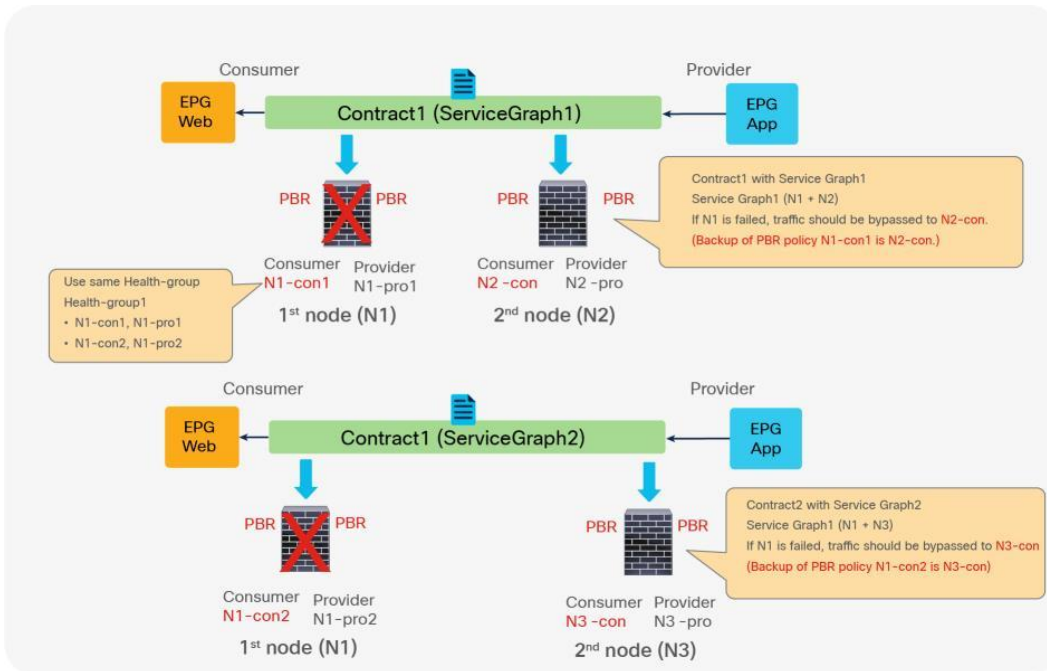 Consumer
Provider
EPG
Web
Contract1 (ServiceGraph1)
EPG
App
PBR
PBR
PBR
PBR
Contract1 with Service Graph1
Service Graph1 (N1 + N2)
If N1 is failed, traffic should be bypassed to N2-con.
(Backup of PBR policy N1-con1 is N2-con.)
Consumer
N1-con1
Provider
N1-pro1
Consumer
N2 -con
Provider
N2 -pro
1st node (N1)
2nd node (N2)
Use same Health-group
Health-group1
• N1-con1, N1-pro1
• N1-con2, N1-pro2
Consumer
Provider
EPG
Web
Contract1 (ServiceGraph2)
EPG
App
PBR
PBR
PBR
PBR
Contract2 with Service Graph2
Service Graph1 (N1 + N3)
If N1 is failed, traffic should be bypassed to N3-con
(Backup of PBR policy N1-con2 is N3-con)
Consumer
N1-con2
Provider
N1-pro2
Consumer
N3 -con
Provider
N3 -pro
1st node (N1)
2nd node (N3)